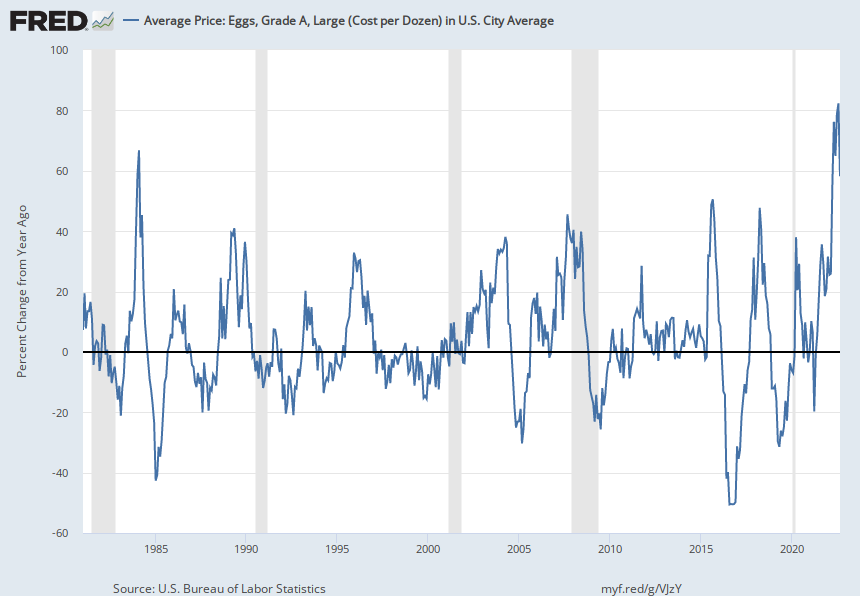 FRED Average Price: Eggs, Grade A, Large (Cost per Dozen) in U.S. City Average
Percent Change from Year Ago
100
80
60
40
20
0
-20
-40
-60
1985 1990 1995 2000 2005 2010 2015 2020
Source: U.S. Bureau of Labor Statistics myf.red/g/VJzY